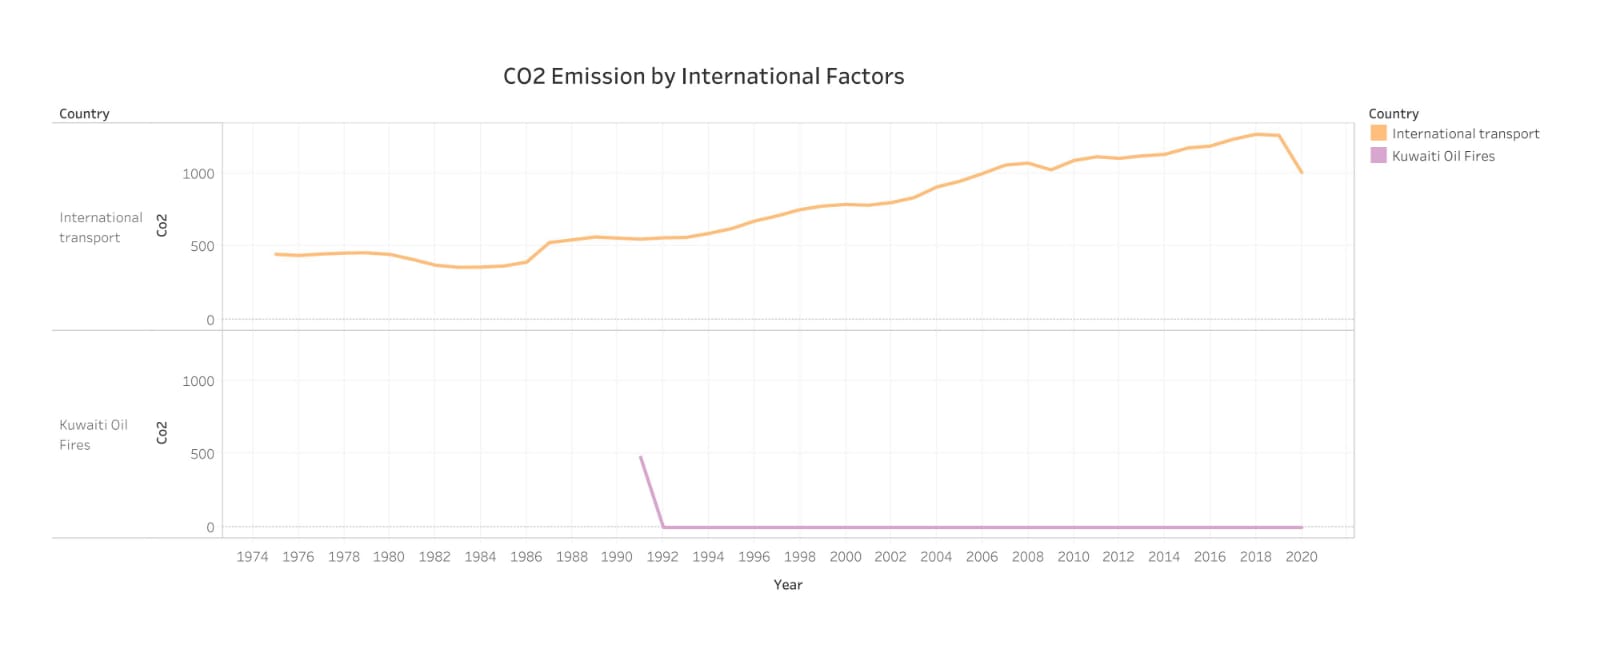 CO2 Emission by International Factors
Country
Country
International transport
Kuwaiti Oil Fires
International
transport
Co2
1000
500
0
Kuwaiti Oil
Fires
Co2
1000
500
0
1974 1976 1978 1980 1982 1984 1986 1988 1990 1992 1994 1996 1998 2000 2002 2004 2006 2008 2010 2012 2014 2016 2018 2020
Year